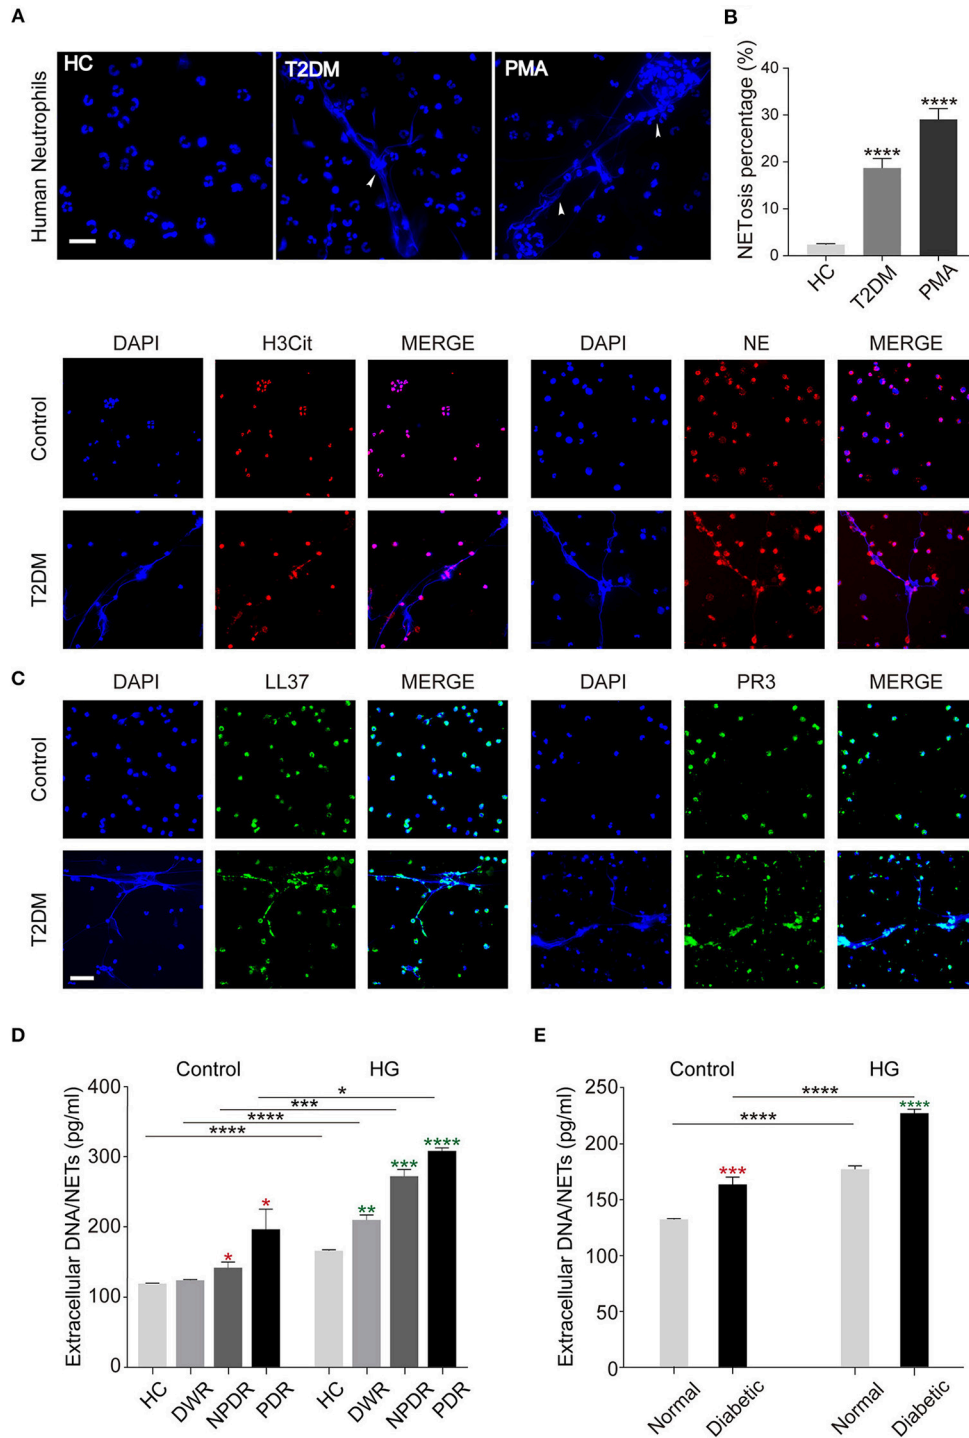 A
B
Human Neutrophils
HC
T2DM
PMA
NETosis percentage (%)
40
30
20
10
0
****
****
HC
T2DM
PMA
DAPI
H3Cit
MERGE
DAPI
NE
MERGE
Control
T2DM
C
DAPI
LL37
MERGE
DAPI
PR3
MERGE
Control
T2DM
D
Control
HG
Extracellular DNA/NETs (pg/ml)
400
300
200
100
0
*
***
****
****
*
*
**
***
****
HC
DWR
NPDR
PDR
HC
DWR
NPDR
PDR
E
Control
HG
Extracellular DNA/NETs (pg/ml)
250
200
150
100
50
0
****
****
***
****
Normal
Diabetic
Normal
Diabetic